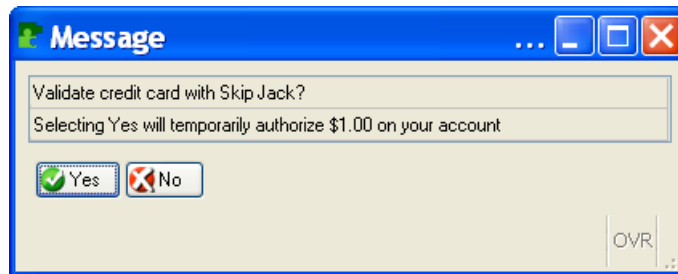 Message
...
Validate credit card with Skip Jack?
Selecting Yes will temporarily authorize $1.00 on your account
Yes No
OVR